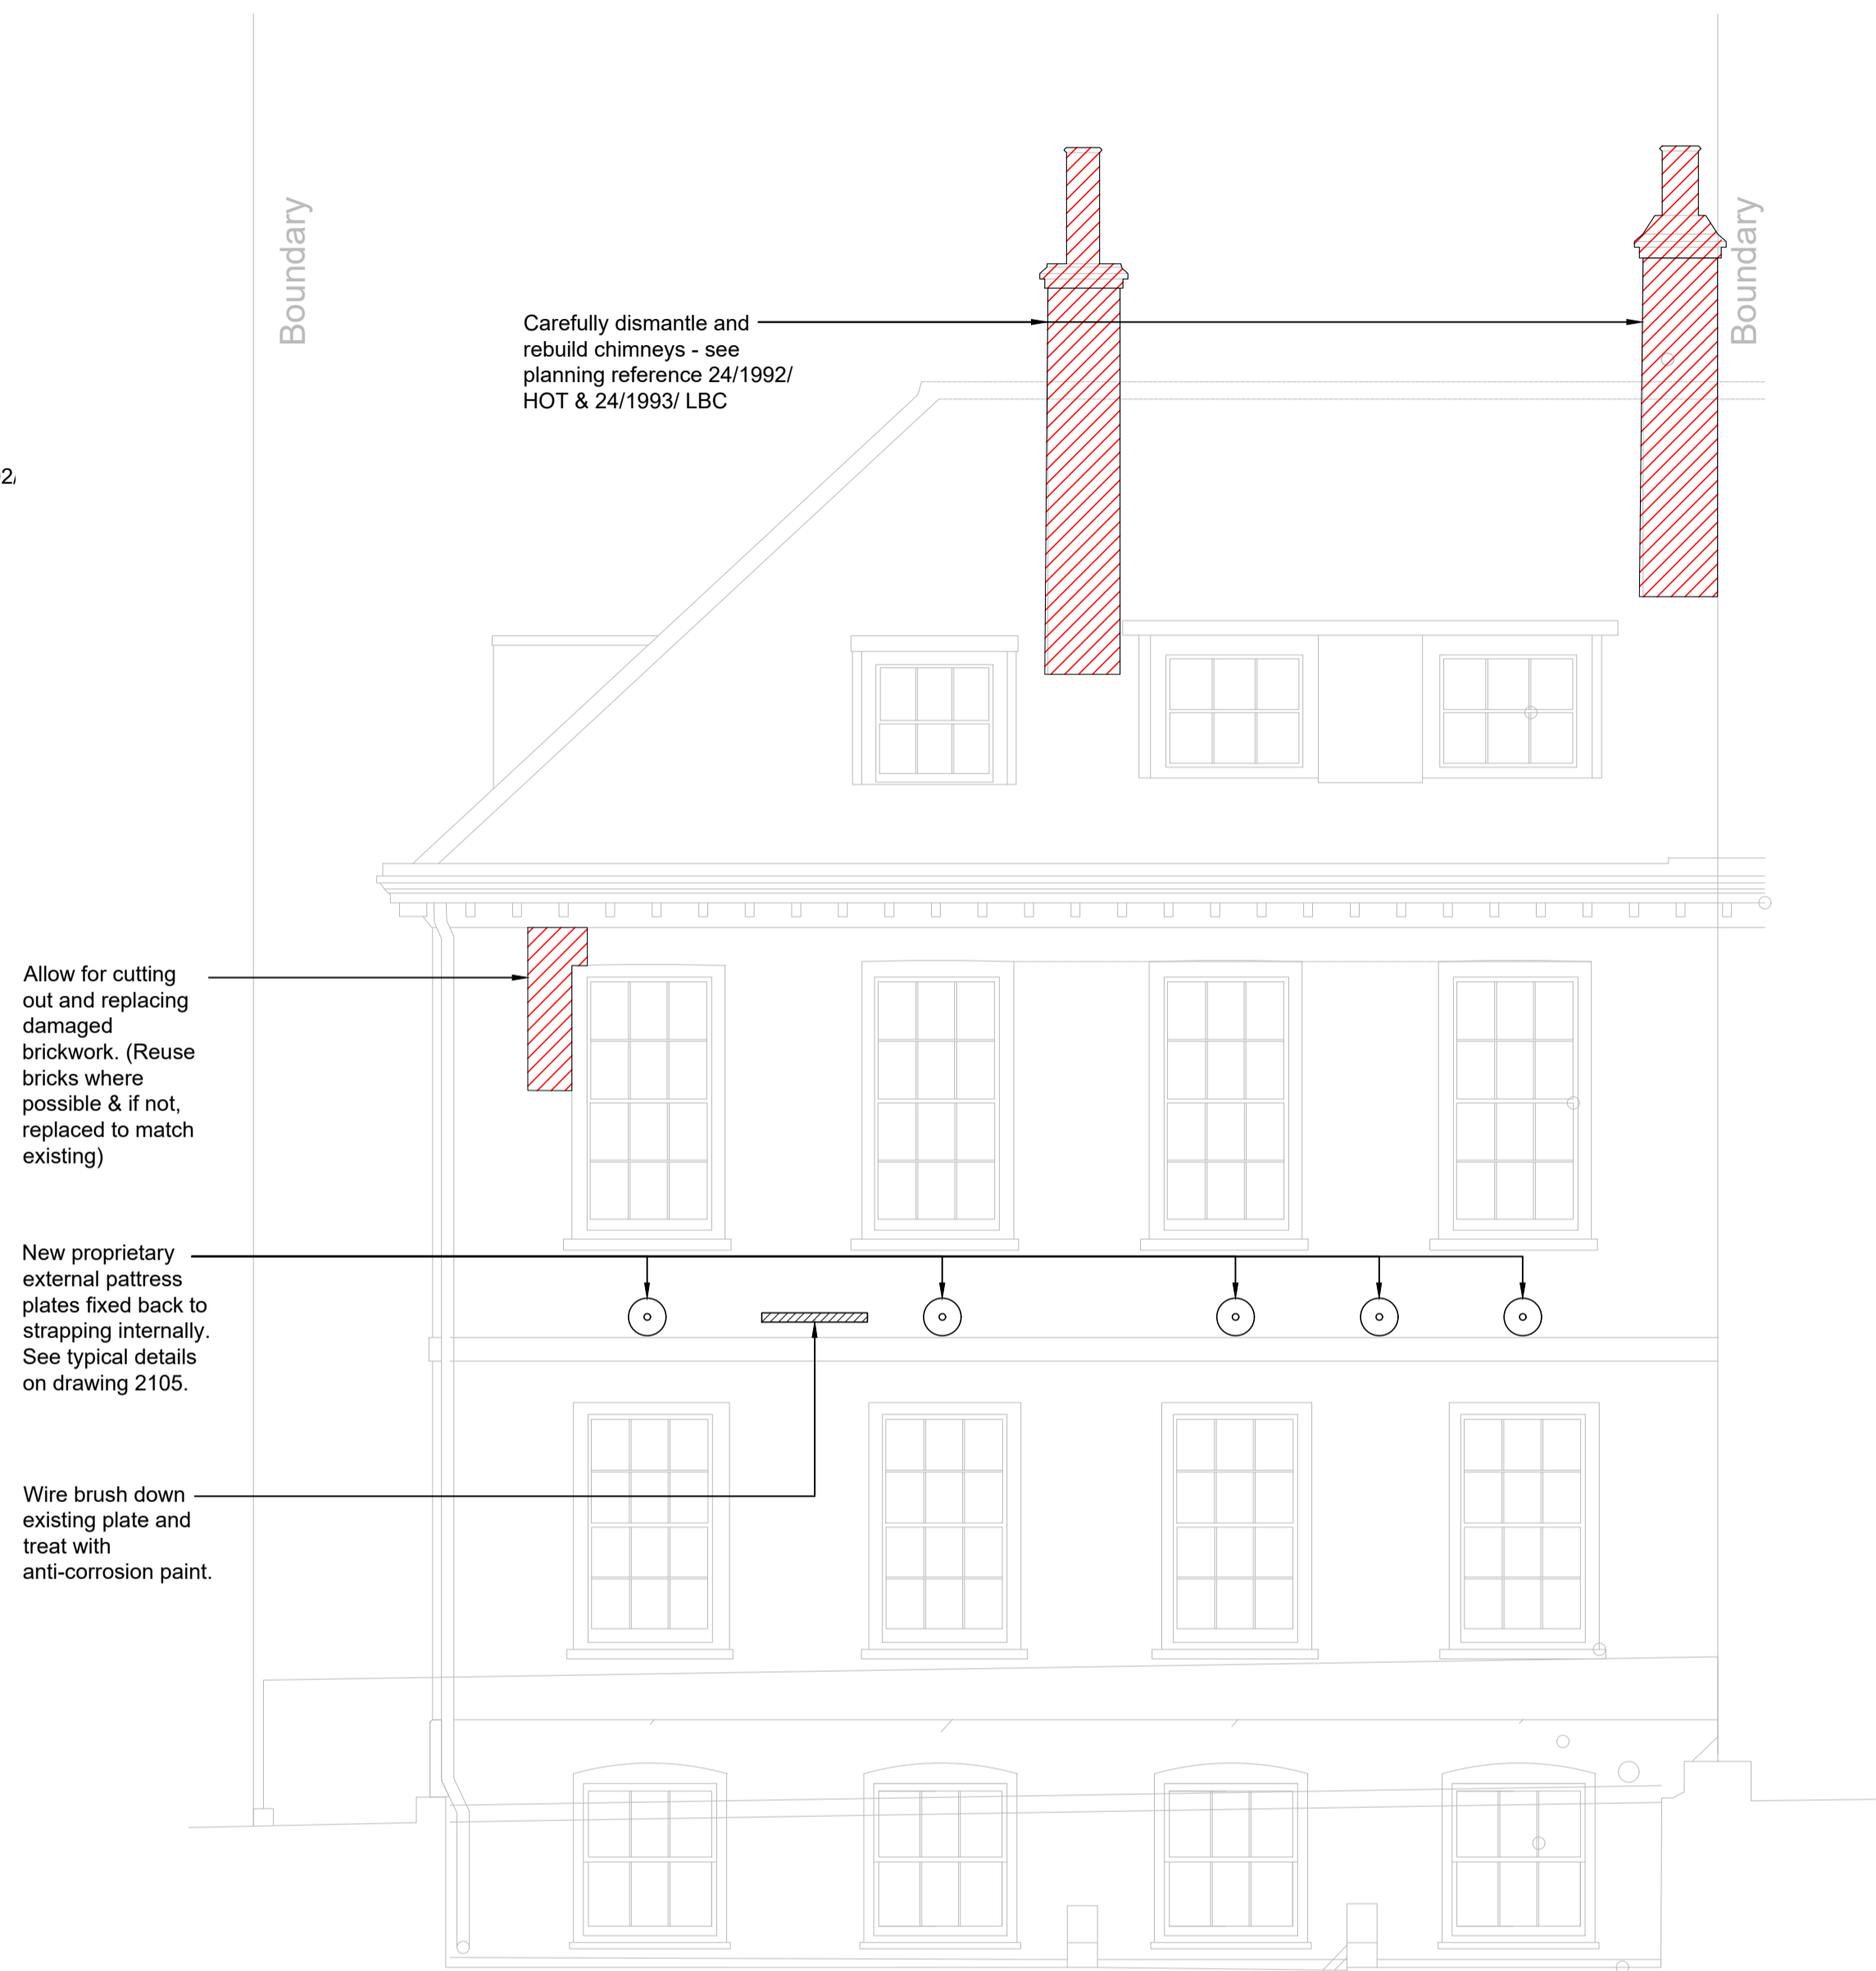 Boundary
Boundary
Carefully dismantle and
rebuild chimneys - see
planning reference 24/1992/
HOT & 24/1993/ LBC
2/
Allow for cutting
out and replacing
damaged
brickwork. (Reuse
bricks where
possible & if not,
replaced to match
existing)
New proprietary
external pattress
plates fixed back to
strapping internally.
See typical details
on drawing 2105.
Wire brush down
existing plate and
treat with
anti-corrosion paint.